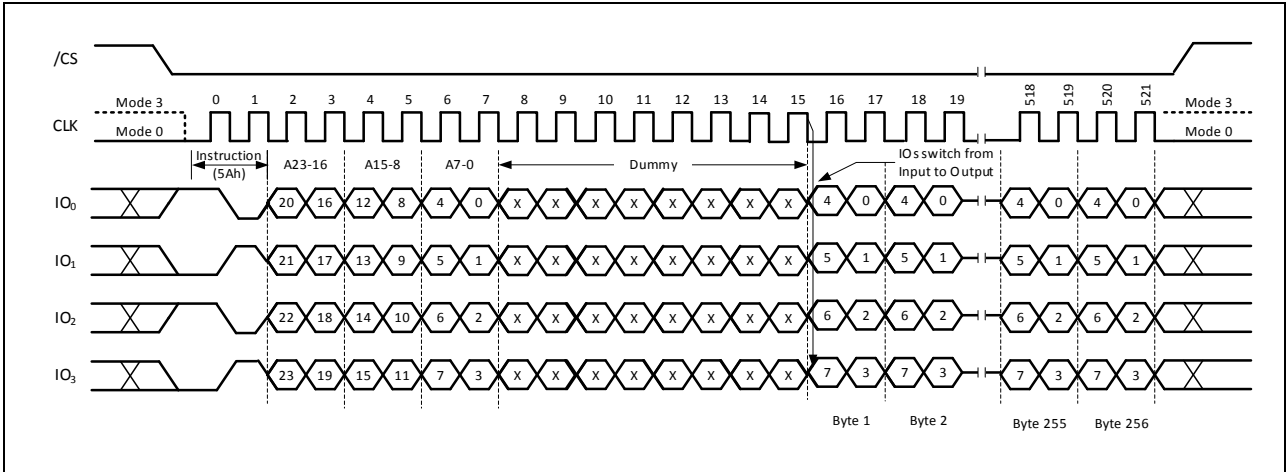 /CS
518 519 520 521
Mode 3 0 1 2 3 4 5 6 7 8 9 10 11 12 13 14 15 16 17 18 19 Mode 3
CLK
Mode 0 Mode 0
Instruction A23-16 A15-8 A7-0 Dummy IOs switch from
(5Ah) Input to Output
IO₀ 20 16 12 8 4 0 X X X X X X X X 4 0 4 0 4 0 4 0
IO₁ 21 17 13 9 5 1 X X X X X X X X 5 1 5 1 5 1 5 1
IO₂ 22 18 14 10 6 2 X X X X X X X X 6 2 6 2 6 2 6 2
IO₃ 23 19 15 11 7 3 X X X X X X X X 7 3 7 3 7 3 7 3
Byte 1 Byte 2 Byte 255 Byte 256